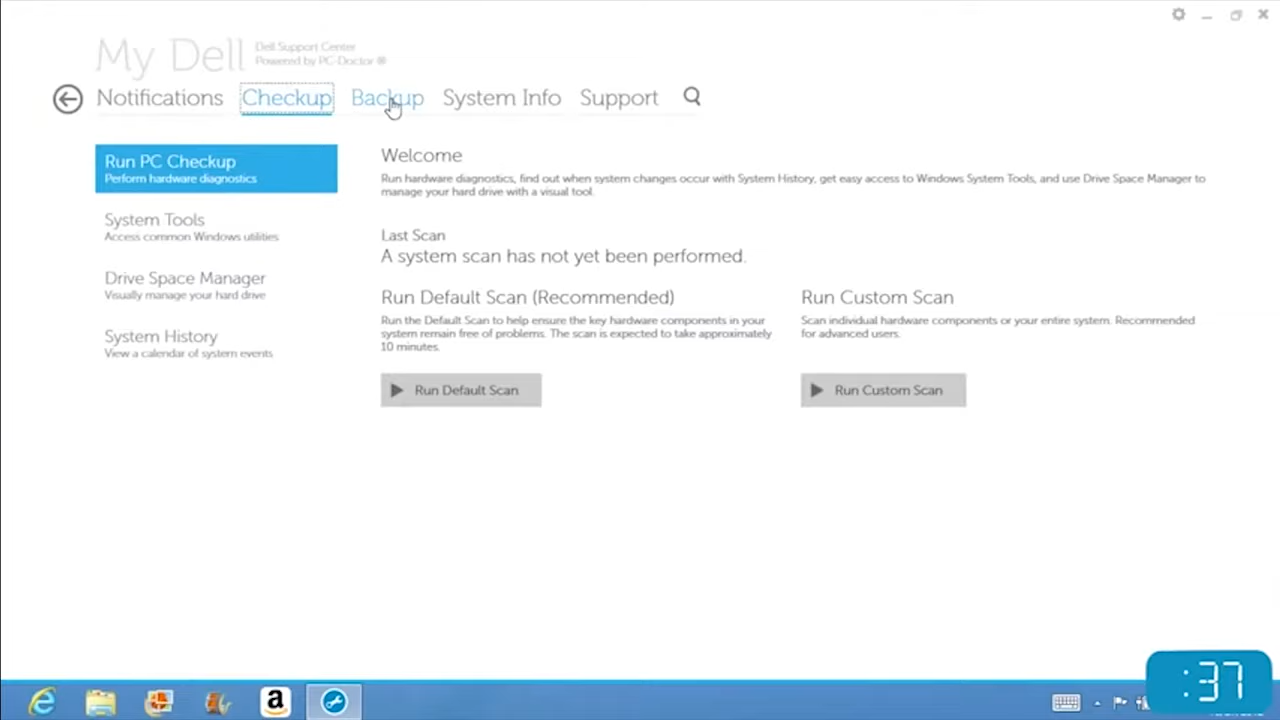 My Dell
Dell Support Center
Powered by PC-Doctor ®
Notifications Checkup Backup System Info Support
Run PC Checkup
Perform hardware diagnostics
System Tools
Access common Windows utilities
Drive Space Manager
Visually manage your hard drive
System History
View a calendar of system events
Welcome
Run hardware diagnostics, find out when system changes occur with System History, get easy access to Windows System Tools, and use Drive Space Manager to
manage your hard drive with a visual tool.
Last Scan
A system scan has not yet been performed.
Run Default Scan (Recommended)
Run the Default Scan to help ensure the key hardware components in your
system remain free of problems. The scan is expected to take approximately
10 minutes.
Run Default Scan
Run Custom Scan
Scan individual hardware components or your entire system. Recommended
for advanced users.
Run Custom Scan
a
:37